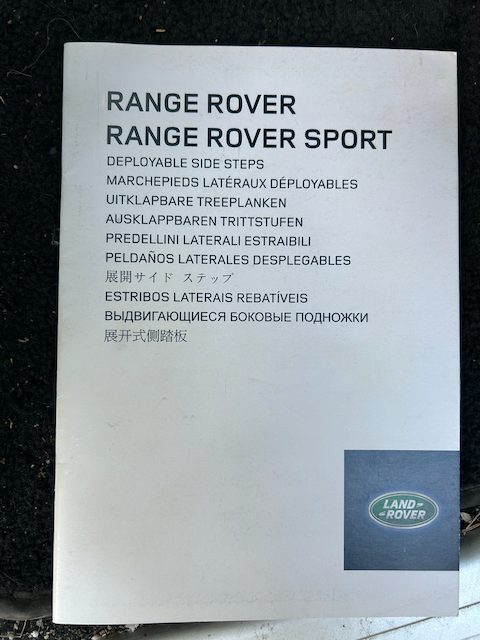 RANGE ROVER
RANGE ROVER SPORT
DEPLOYABLE SIDE STEPS
MARCHEPIEDS LATÉRAUX DÉPLOYABLES
UITKLAPBARE TREEPLANKEN
AUSKLAPPBAREN TRITTSTUFEN
PREDELLINI LATERALI ESTRAIBILI
PELDAÑOS LATERALES DESPLEGABLES
展開サイド ステップ
ESTRIBOS LATERAIS REBATÍVEIS
ВЫДВИГАЮЩИЕСЯ БОКОВЫЕ ПОДНОЖКИ
展开式侧踏板
LAND
ROVER